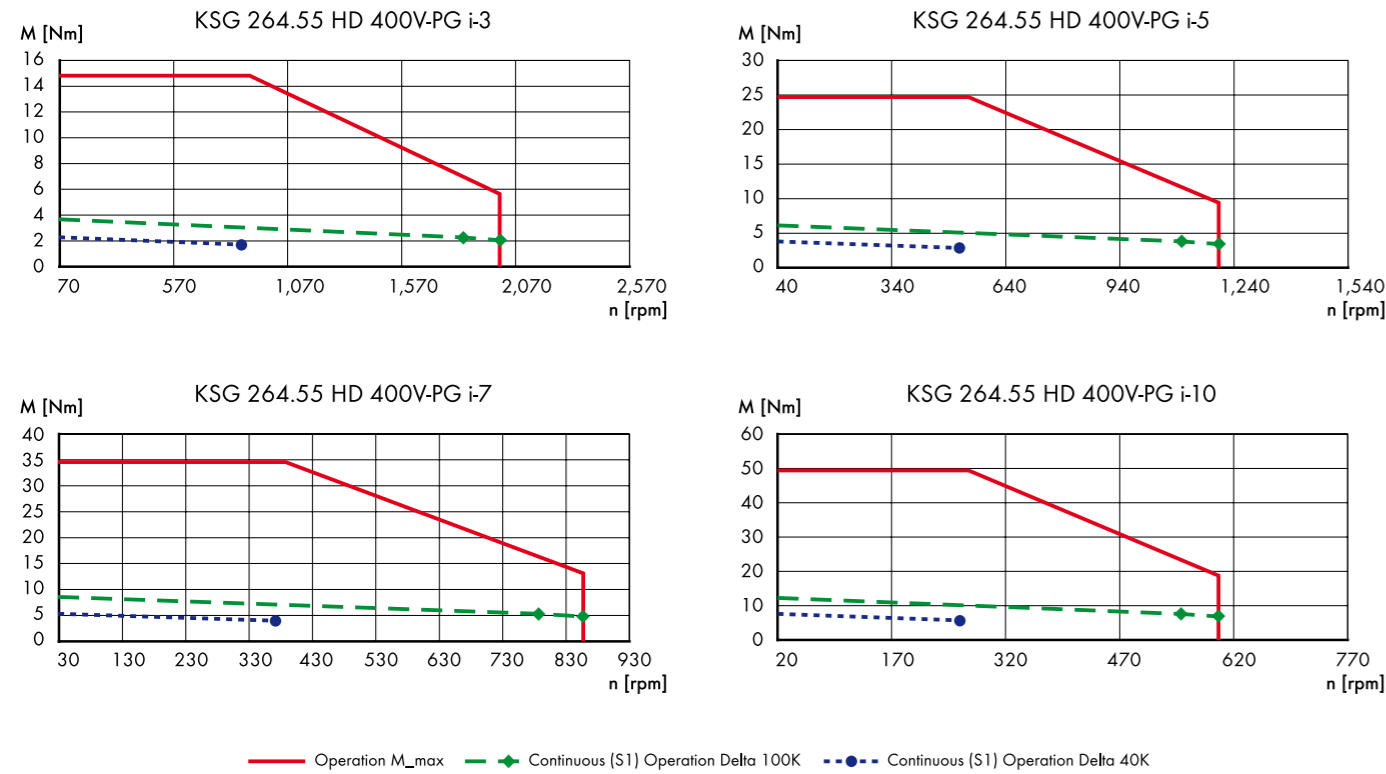 KSG 264.55 HD 400V-PG i-3
M [Nm]
16
14
12
10
8
6
4
2
0
70 570 1,070 1,570 2,070 2,570
n [rpm]
KSG 264.55 HD 400V-PG i-5
M [Nm]
30
25
20
15
10
5
0
40 340 640 940 1,240 1,540
n [rpm]
KSG 264.55 HD 400V-PG i-7
M [Nm]
40
35
30
25
20
15
10
5
0
30 130 230 330 430 530 630 730 830 930
n [rpm]
KSG 264.55 HD 400V-PG i-10
M [Nm]
60
50
40
30
20
10
0
20 170 320 470 620 770
n [rpm]
Operation M_max Continuous (S1) Operation Delta 100K Continuous (S1) Operation Delta 40K